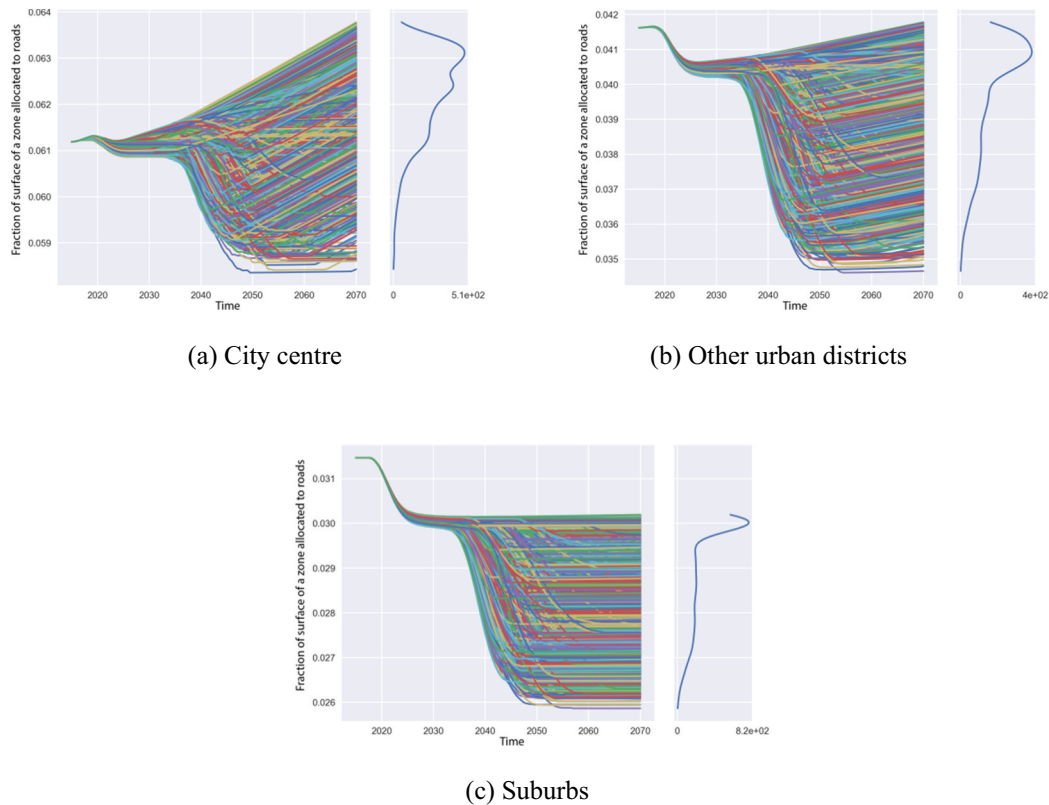 Fraction of surface of a zone allocated to roads
0.064
0.063
0.062
0.061
0.060
0.059
2020 2030 2040 2050 2060 2070
Time
0 5.1e+02
(a) City centre
Fraction of surface of a zone allocated to roads
0.042
0.041
0.040
0.039
0.038
0.037
0.036
0.035
2020 2030 2040 2050 2060 2070
Time
0 4e+02
(b) Other urban districts
Fraction of surface of a zone allocated to roads
0.031
0.030
0.029
0.028
0.027
0.026
2020 2030 2040 2050 2060 2070
Time
0 8.2e+02
(c) Suburbs